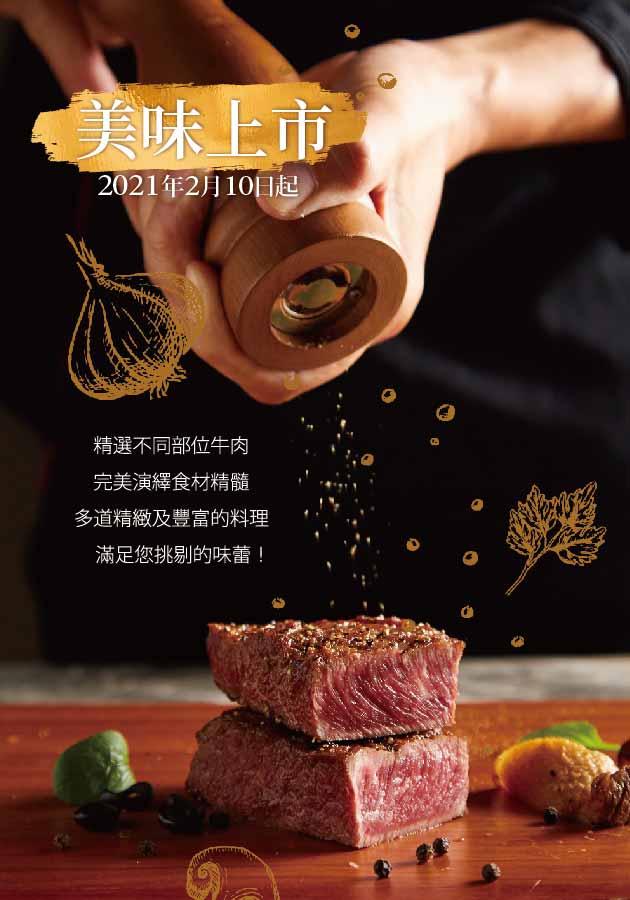 美味上市
2021年2月10日起
精選不同部位牛肉
完美演繹食材精髓
多道精緻及豐富的料理
滿足您挑剔的味蕾！